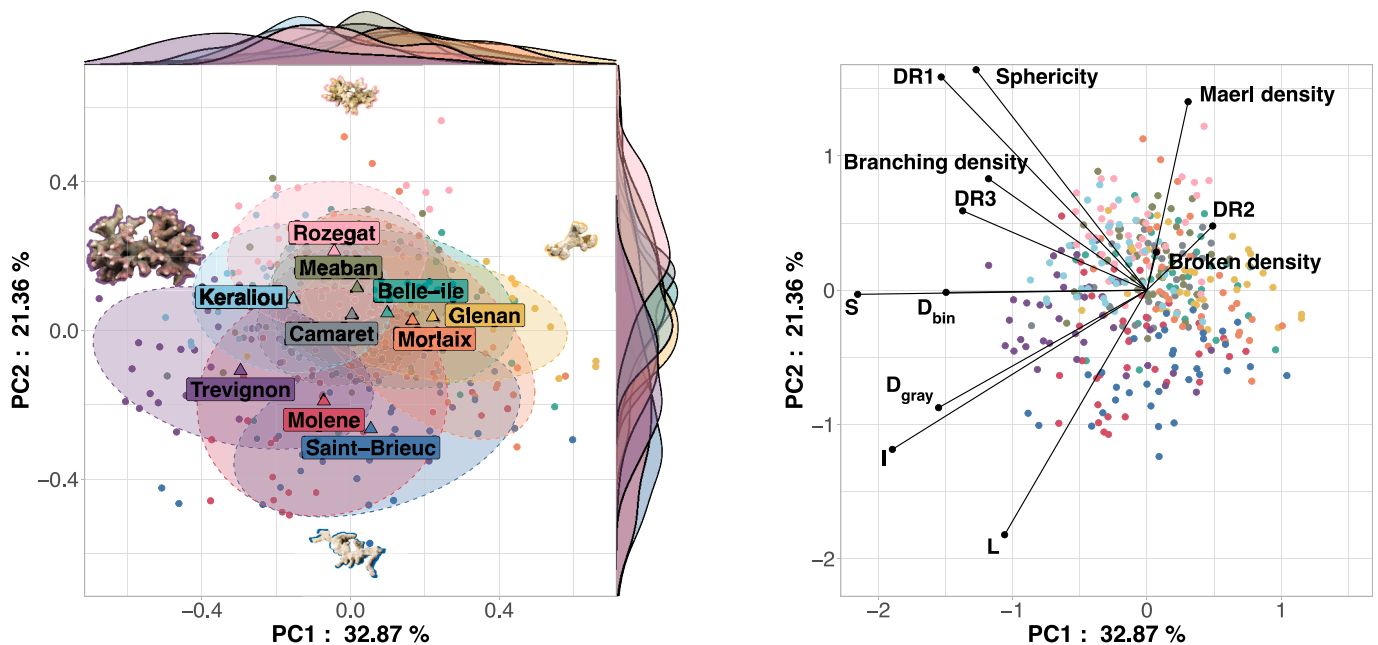 0.4
0.0
−0.4
PC2 : 21.36 %
Rozegat
Meaban
Keraliou
Belle−ile
Glenan
Camaret
Morlaix
Trevignon
Molene
Saint−Brieuc
−0.4
0.0
0.4
PC1 : 32.87 %
1
0
−1
−2
PC2 : 21.36 %
DR1
Sphericity
Maerl density
Branching density
DR3
DR2
Broken density
S
Dbin
Dgray
I
L
−2
−1
0
1
PC1 : 32.87 %